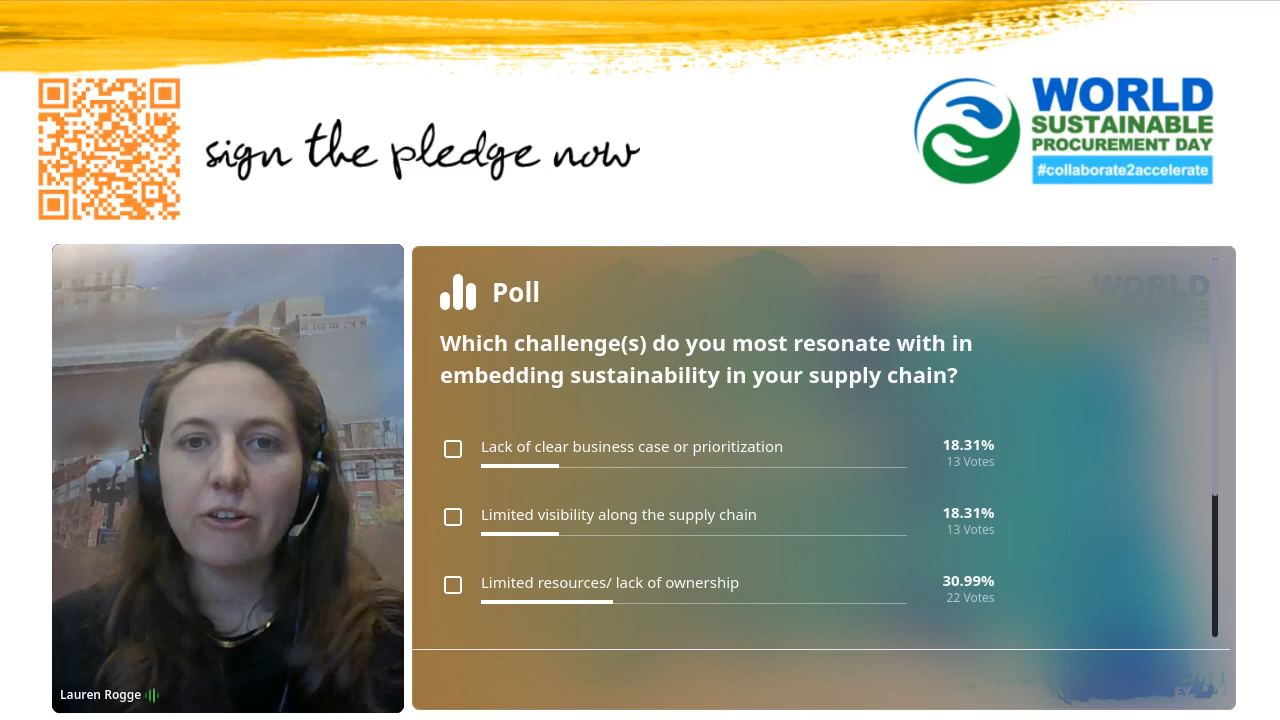 sign the pledge now
WORLD
SUSTAINABLE
PROCUREMENT DAY
#collaborate2accelerate
Poll
Which challenge(s) do you most resonate with in
embedding sustainability in your supply chain?
Lack of clear business case or prioritization
18.31%
13 Votes
Limited visibility along the supply chain
18.31%
13 Votes
Limited resources/ lack of ownership
30.99%
22 Votes
Lauren Rogge
WORLD
EY